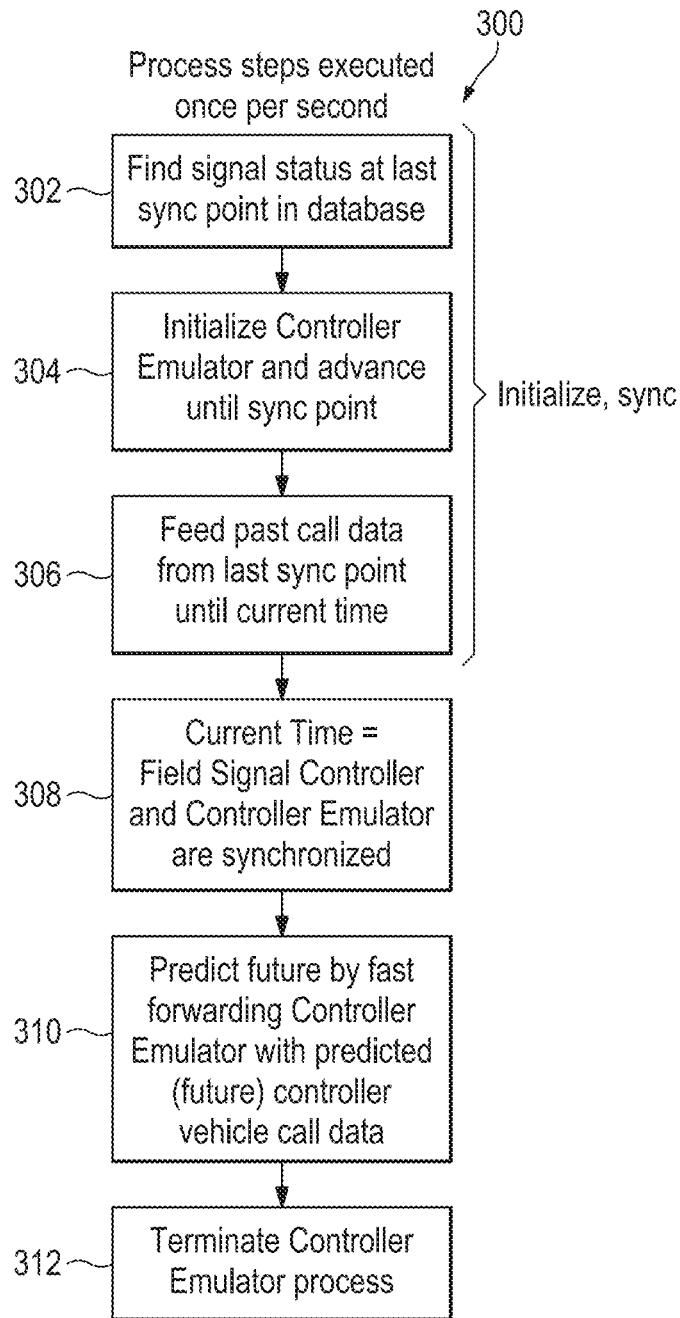 300
Process steps executed
once per second
302
Find signal status at last
sync point in database
304
Initialize Controller
Emulator and advance
until sync point
Initialize, sync
306
Feed past call data
from last sync point
until current time
308
Current Time =
Field Signal Controller
and Controller Emulator
are synchronized
310
Predict future by fast
forwarding Controller
Emulator with predicted
(future) controller
vehicle call data
312
Terminate Controller
Emulator process